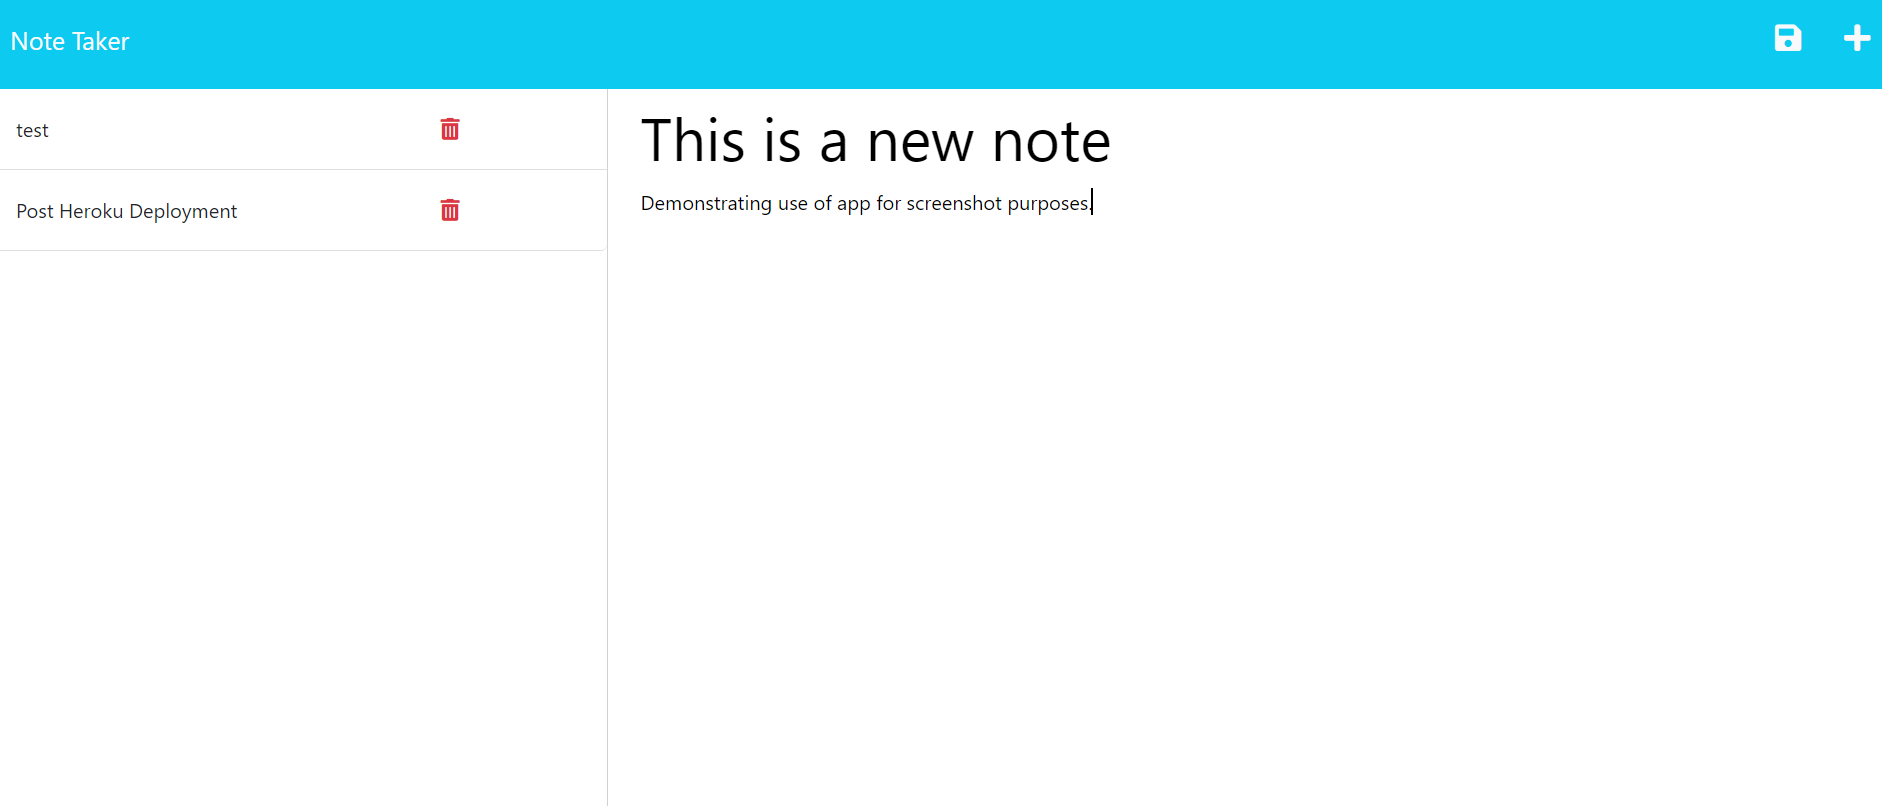 Note Taker
test
Post Heroku Deployment
This is a new note
Demonstrating use of app for screenshot purposes.